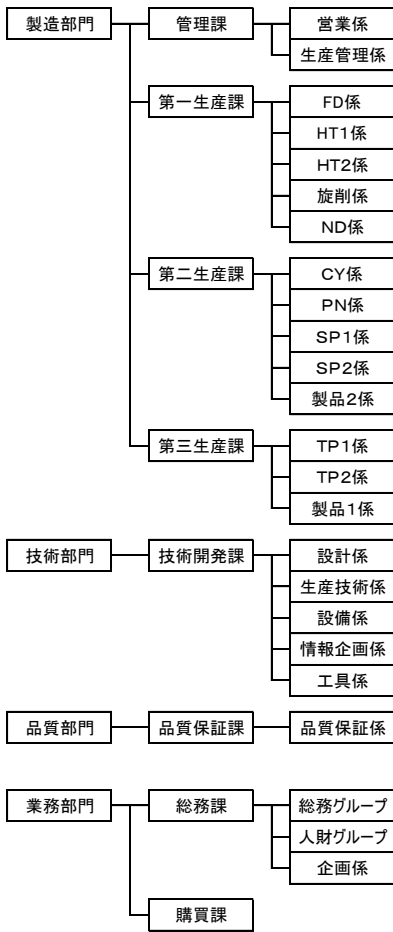 製造部門 管理課 営業係
生産管理係
第一生産課 FD係
HT1係
HT2係
旋削係
ND係
第二生産課 CY係
PN係
SP1係
SP2係
製品2係
第三生産課 TP1係
TP2係
製品1係
技術部門 技術開発課 設計係
生産技術係
設備係
情報企画係
工具係
品質部門 品質保証課 品質保証係
業務部門 総務課 総務グループ
人財グループ
企画係
購買課